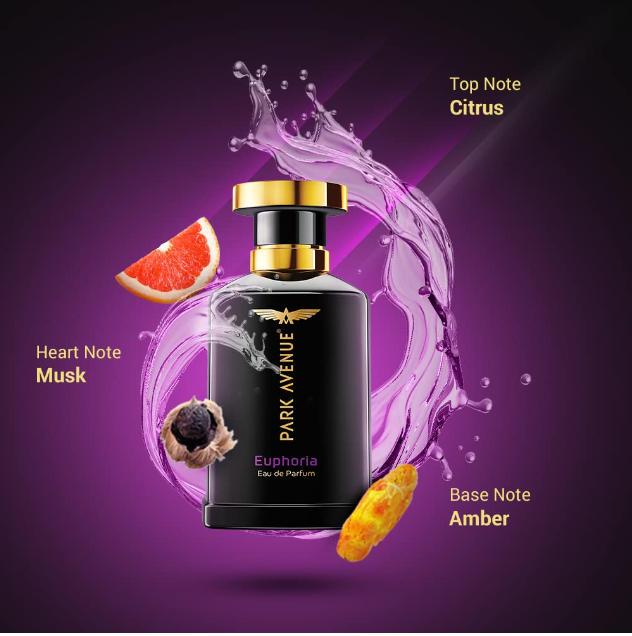 Top Note
Citrus
Heart Note
Musk
PARK AVENUE®
Euphoria
Eau de Parfum
Base Note
Amber